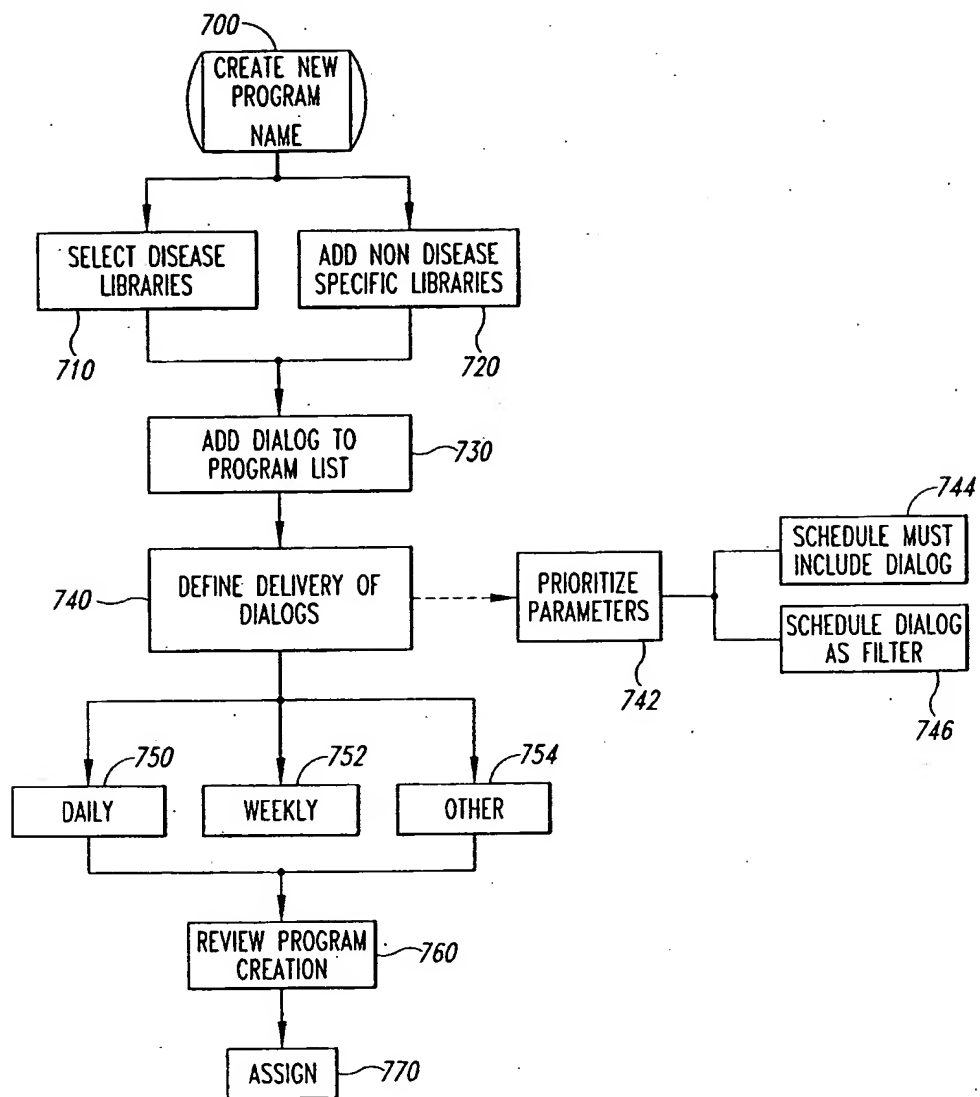 700
CREATE NEW
PROGRAM
NAME
SELECT DISEASE
LIBRARIES
710
ADD NON DISEASE
SPECIFIC LIBRARIES
720
ADD DIALOG TO
PROGRAM LIST
730
740
DEFINE DELIVERY OF
DIALOGS
PRIORITIZE
PARAMETERS
742
744
SCHEDULE MUST
INCLUDE DIALOG
SCHEDULE DIALOG
AS FILTER
746
750
DAILY
752
WEEKLY
754
OTHER
REVIEW PROGRAM
CREATION
760
ASSIGN
770